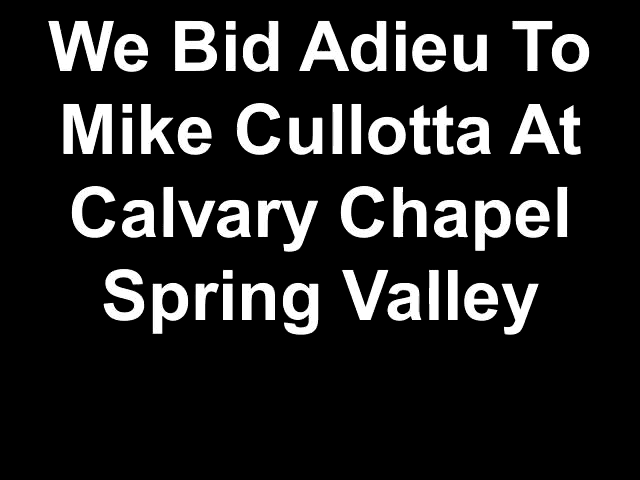 We Bid Adieu To
Mike Cullotta At
Calvary Chapel
Spring Valley